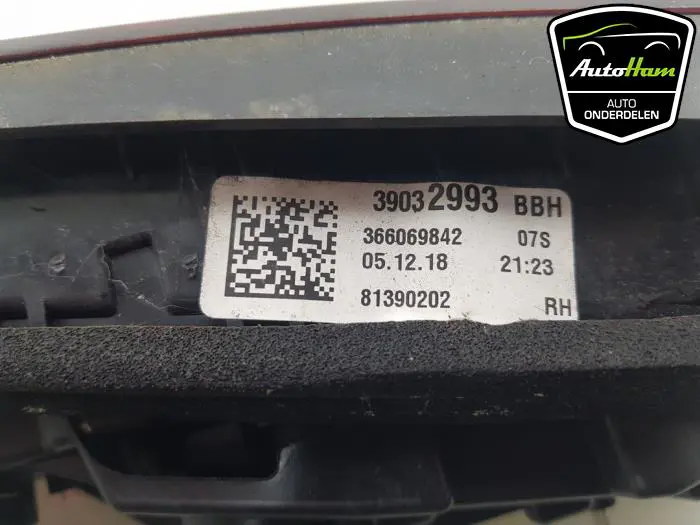 AutoHam
AUTO
ONDERDELEN
39032993 BBH
366069842 07S
05.12.18 21:23
81390202 RH